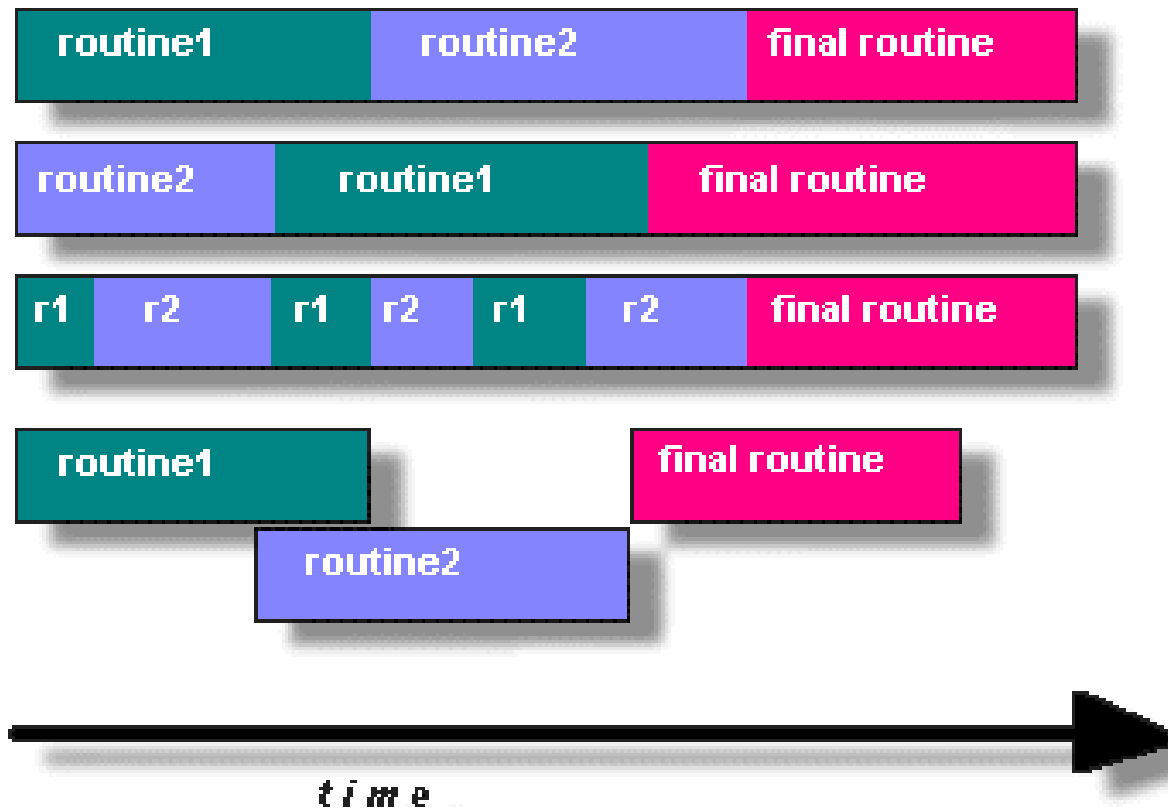 routine1 routine2 final routine
routine2 routine1 final routine
r1 r2 r1 r2 r1 r2 final routine
routine1 final routine
routine2
time